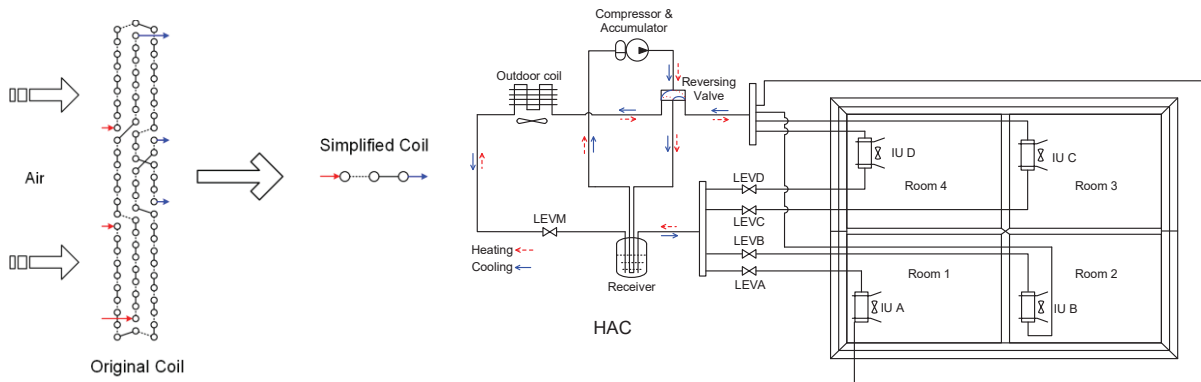 Air
Original Coil
Simplified Coil
Compressor &
Accumulator
Outdoor coil
Reversing
Valve
LEVM
Heating
Cooling
Receiver
HAC
LEVD
LEVC
LEVB
LEVA
IU D
IU C
Room 4
Room 3
Room 1
Room 2
IU A
IU B